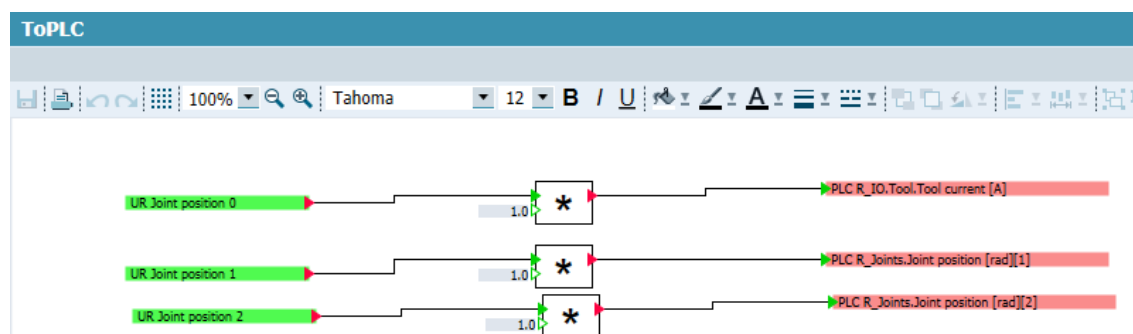 ToPLC
100% Tahoma 12 B I U A
UR Joint position 0 1.0 * PLC R_IO.Tool.Tool current [A]
UR Joint position 1 1.0 * PLC R_Joints.Joint position [rad][1]
UR Joint position 2 1.0 * PLC R_Joints.Joint position [rad][2]